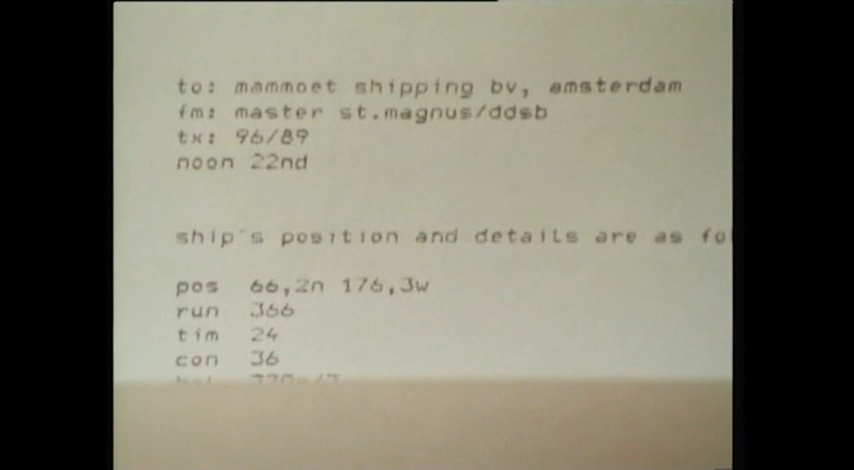 to: mammoet shipping bv, amsterdam
fm: master st.magnus/ddsb
tx: 96/89
noon 22nd
ship's position and details are as
pos 66,2n 176,3w
run 366
tim 24
con 36